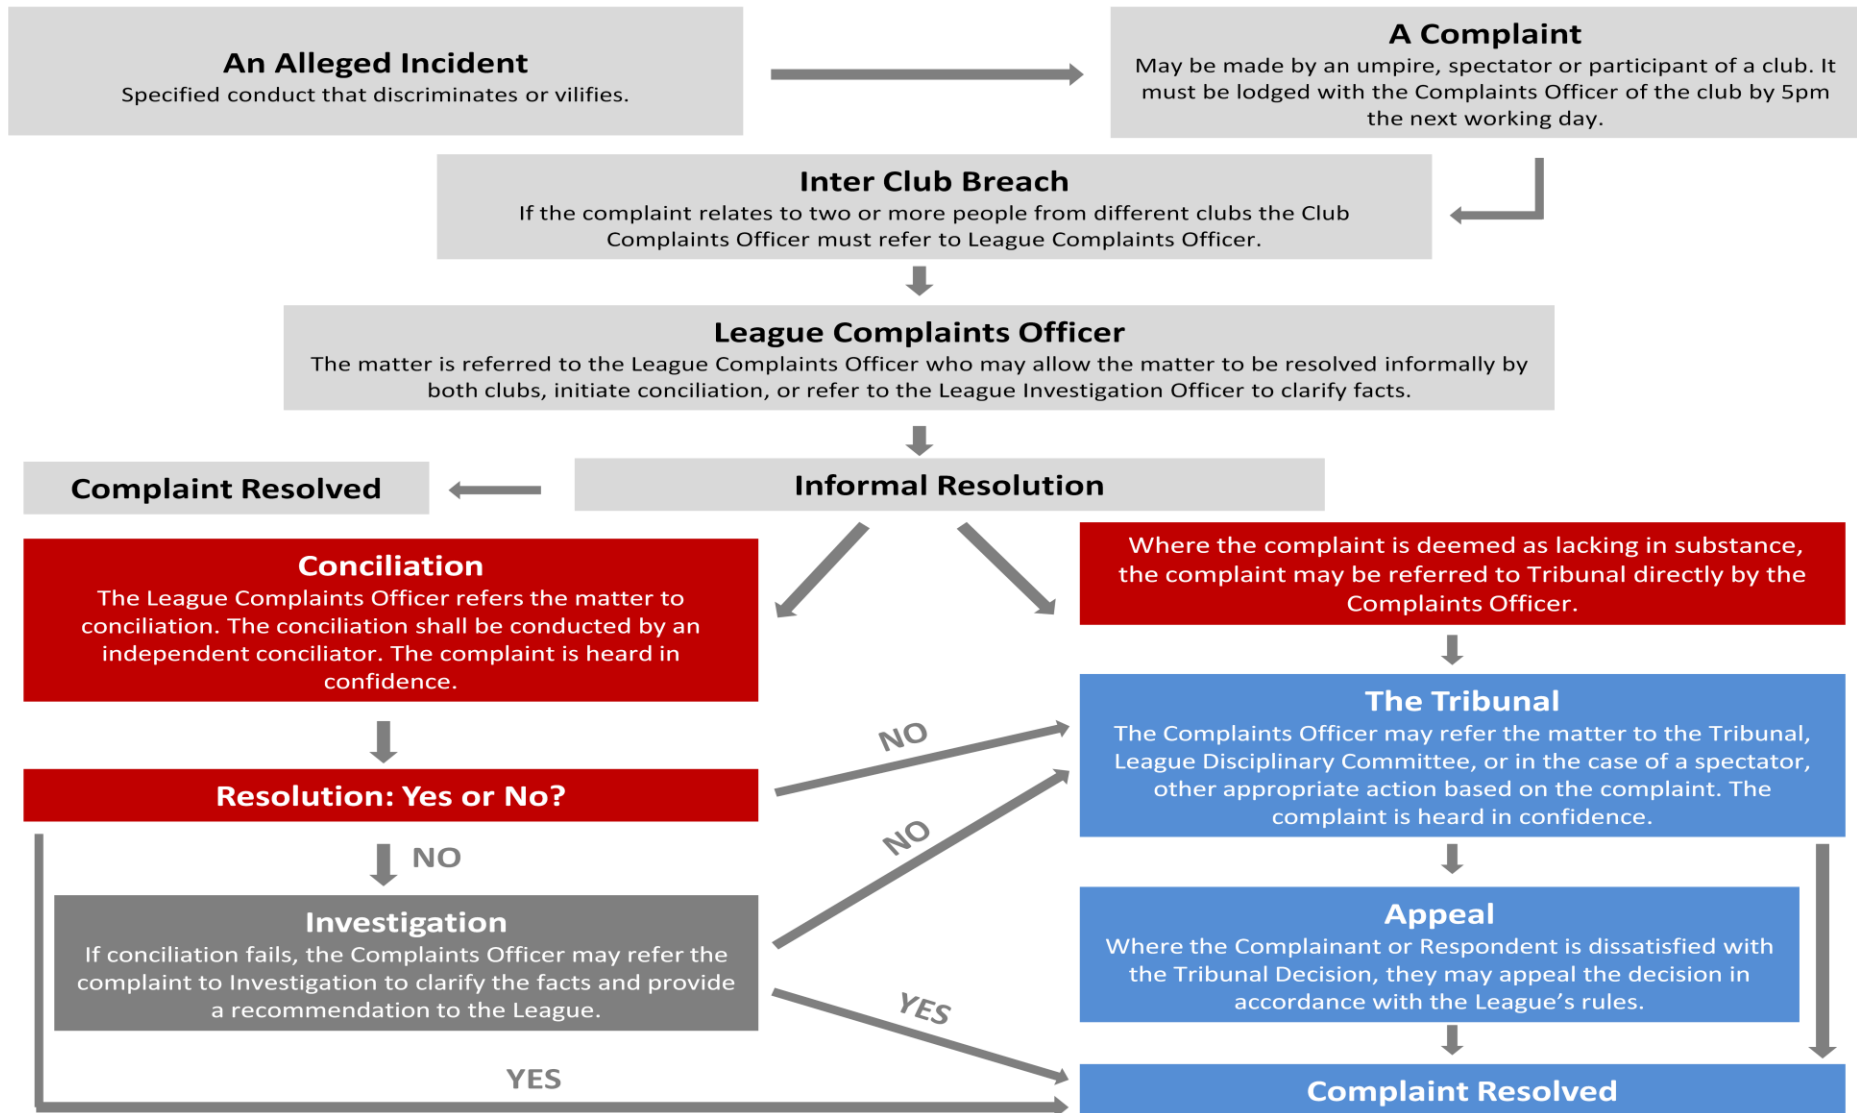 An Alleged Incident
Specified conduct that discriminates or vilifies.
A Complaint
May be made by an umpire, spectator or participant of a club. It
must be lodged with the Complaints Officer of the club by 5pm
the next working day.
Inter Club Breach
If the complaint relates to two or more people from different clubs the Club
Complaints Officer must refer to League Complaints Officer.
League Complaints Officer
The matter is referred to the League Complaints Officer who may allow the matter to be resolved informally by
both clubs, initiate conciliation, or refer to the League Investigation Officer to clarify facts.
Complaint Resolved
Informal Resolution
Conciliation
The League Complaints Officer refers the matter to
conciliation. The conciliation shall be conducted by an
independent conciliator. The complaint is heard in
confidence.
Where the complaint is deemed as lacking in substance,
the complaint may be referred to Tribunal directly by the
Complaints Officer.
Resolution: Yes or No?
NO
The Tribunal
The Complaints Officer may refer the matter to the Tribunal,
League Disciplinary Committee, or in the case of a spectator,
other appropriate action based on the complaint. The
complaint is heard in confidence.
NO
NO
Investigation
If conciliation fails, the Complaints Officer may refer the
complaint to Investigation to clarify the facts and provide
a recommendation to the League.
Appeal
Where the Complainant or Respondent is dissatisfied with
the Tribunal Decision, they may appeal the decision in
accordance with the League’s rules.
YES
YES
Complaint Resolved